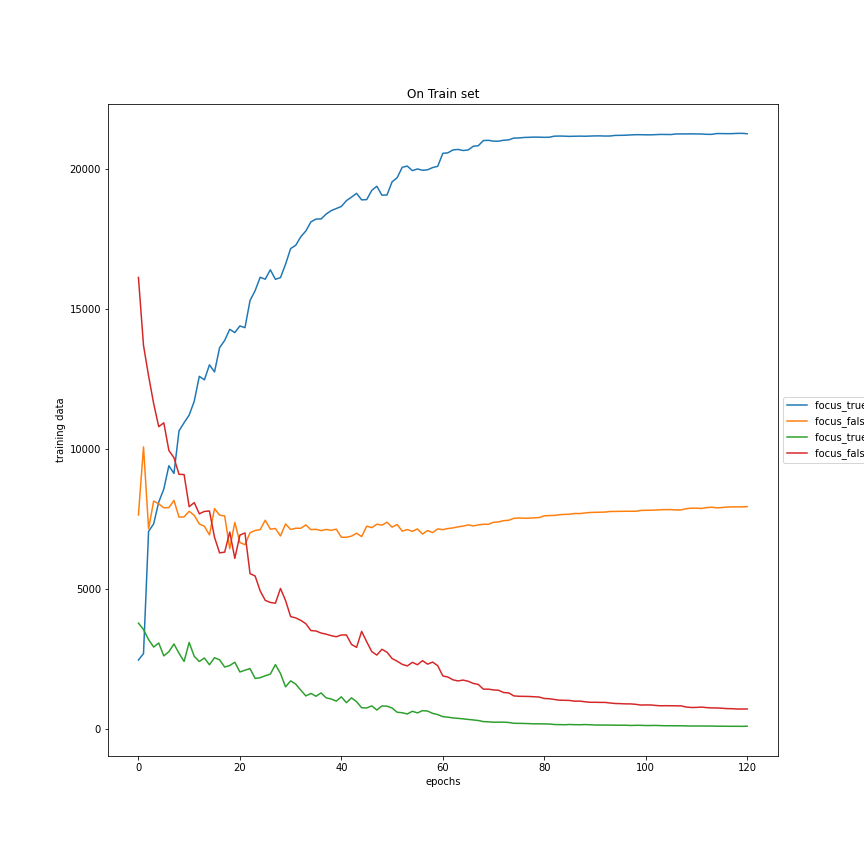 On Train set
20000
15000
10000
5000
0
training data
0 20 40 60 80 100 120
epochs
focus_true
focus_fals
focus_true
focus_fals